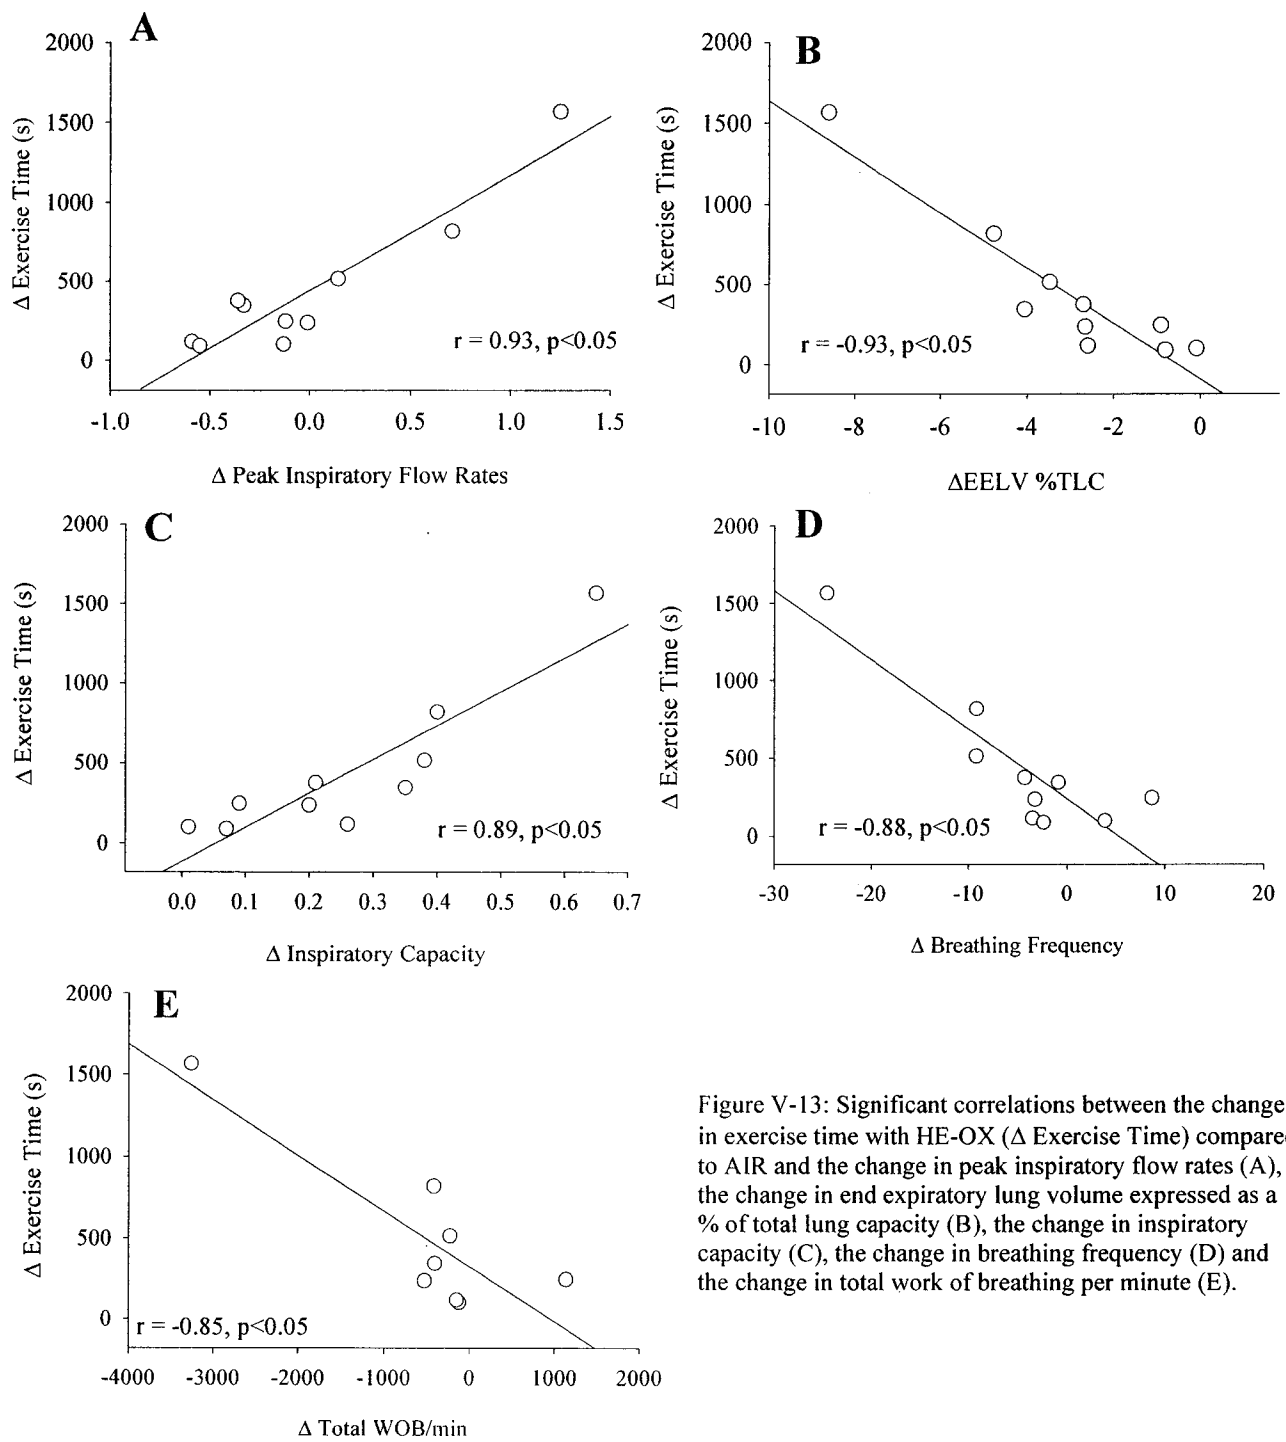 A
2000
1500
1000
500
0
Δ Exercise Time (s)
r = 0.93, p<0.05
-1.0 -0.5 0.0 0.5 1.0 1.5
Δ Peak Inspiratory Flow Rates
B
2000
1500
1000
500
0
Δ Exercise Time (s)
r = -0.93, p<0.05
-10 -8 -6 -4 -2 0
ΔEELV %TLC
C
2000
1500
1000
500
0
Δ Exercise Time (s)
r = 0.89, p<0.05
0.0 0.1 0.2 0.3 0.4 0.5 0.6 0.7
Δ Inspiratory Capacity
D
2000
1500
1000
500
0
Δ Exercise Time (s)
r = -0.88, p<0.05
-30 -20 -10 0 10 20
Δ Breathing Frequency
E
2000
1500
1000
500
0
Δ Exercise Time (s)
r = -0.85, p<0.05
-4000 -3000 -2000 -1000 0 1000 2000
Δ Total WOB/min
Figure V-13: Significant correlations between the change
in exercise time with HE-OX (Δ Exercise Time) compare
to AIR and the change in peak inspiratory flow rates (A),
the change in end expiratory lung volume expressed as a
% of total lung capacity (B), the change in inspiratory
capacity (C), the change in breathing frequency (D) and
the change in total work of breathing per minute (E).